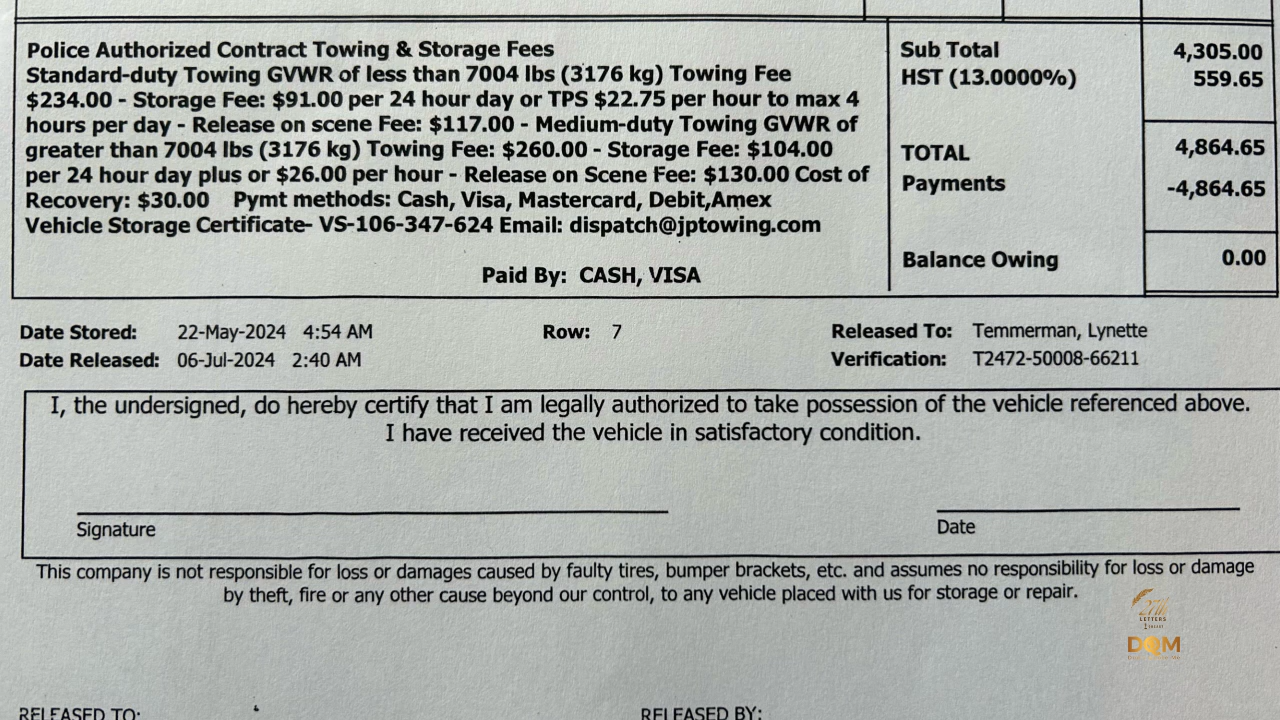 Police Authorized Contract Towing & Storage Fees
Standard-duty Towing GVWR of less than 7004 lbs (3176 kg) Towing Fee
$234.00 - Storage Fee: $91.00 per 24 hour day or TPS $22.75 per hour to max 4
hours per day - Release on scene Fee: $117.00 - Medium-duty Towing GVWR of
greater than 7004 lbs (3176 kg) Towing Fee: $260.00 - Storage Fee: $104.00
per 24 hour day plus or $26.00 per hour - Release on Scene Fee: $130.00 Cost of
Recovery: $30.00 Pymt methods: Cash, Visa, Mastercard, Debit,Amex
Vehicle Storage Certificate- VS-106-347-624 Email: dispatch@jptowing.com
Paid By: CASH, VISA
Sub Total 4,305.00
HST (13.0000%) 559.65
TOTAL 4,864.65
Payments -4,864.65
Balance Owing 0.00
Date Stored: 22-May-2024 4:54 AM Row: 7 Released To: Temmerman, Lynette
Date Released: 06-Jul-2024 2:40 AM Verification: T2472-50008-66211
I, the undersigned, do hereby certify that I am legally authorized to take possession of the vehicle referenced above.
I have received the vehicle in satisfactory condition.
Signature Date
This company is not responsible for loss or damages caused by faulty tires, bumper brackets, etc. and assumes no responsibility for loss or damage
by theft, fire or any other cause beyond our control, to any vehicle placed with us for storage or repair.
27th
LETTERS
DQM
RELEASED TO: RELEASED BY: